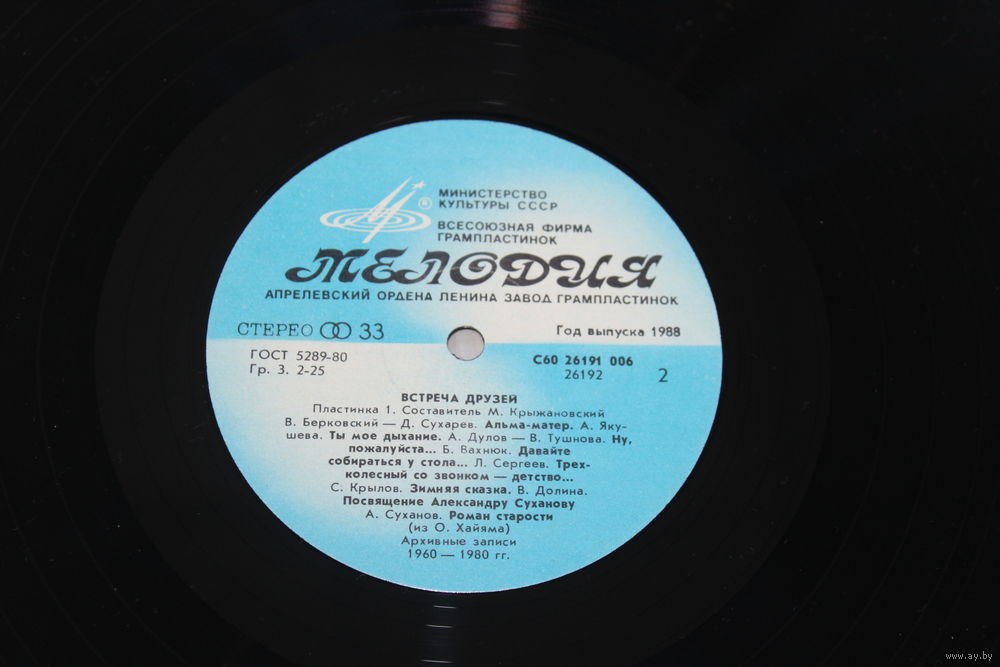 ®
МИНИСТЕРСТВО
КУЛЬТУРЫ СССР
ВСЕСОЮЗНАЯ ФИРМА
ГРАМПЛАСТИНОК
МЕЛОДИЯ
АПРЕЛЕВСКИЙ ОРДЕНА ЛЕНИНА ЗАВОД ГРАМПЛАСТИНОК
СТЕРЕО 33
Год выпуска 1988
ГОСТ 5289-80
Гр. 3. 2-25
С60 26191 006
26192
2
ВСТРЕЧА ДРУЗЕЙ
Пластинка 1. Составитель М. Крыжановский
В. Берковский — Д. Сухарев. Альма-матер. А. Яку-
шева. Ты мое дыхание. А. Дулов — В. Тушнова. Ну,
пожалуйста... Б. Вахнюк. Давайте
собираться у стола... Л. Сергеев. Трех-
колесный со звонком — детство...
С. Крылов. Зимняя сказка. В. Долина.
Посвящение Александру Суханову
А. Суханов. Роман старости
(из О. Хайяма)
Архивные записи
1960 — 1980 гг.
www.ay.by